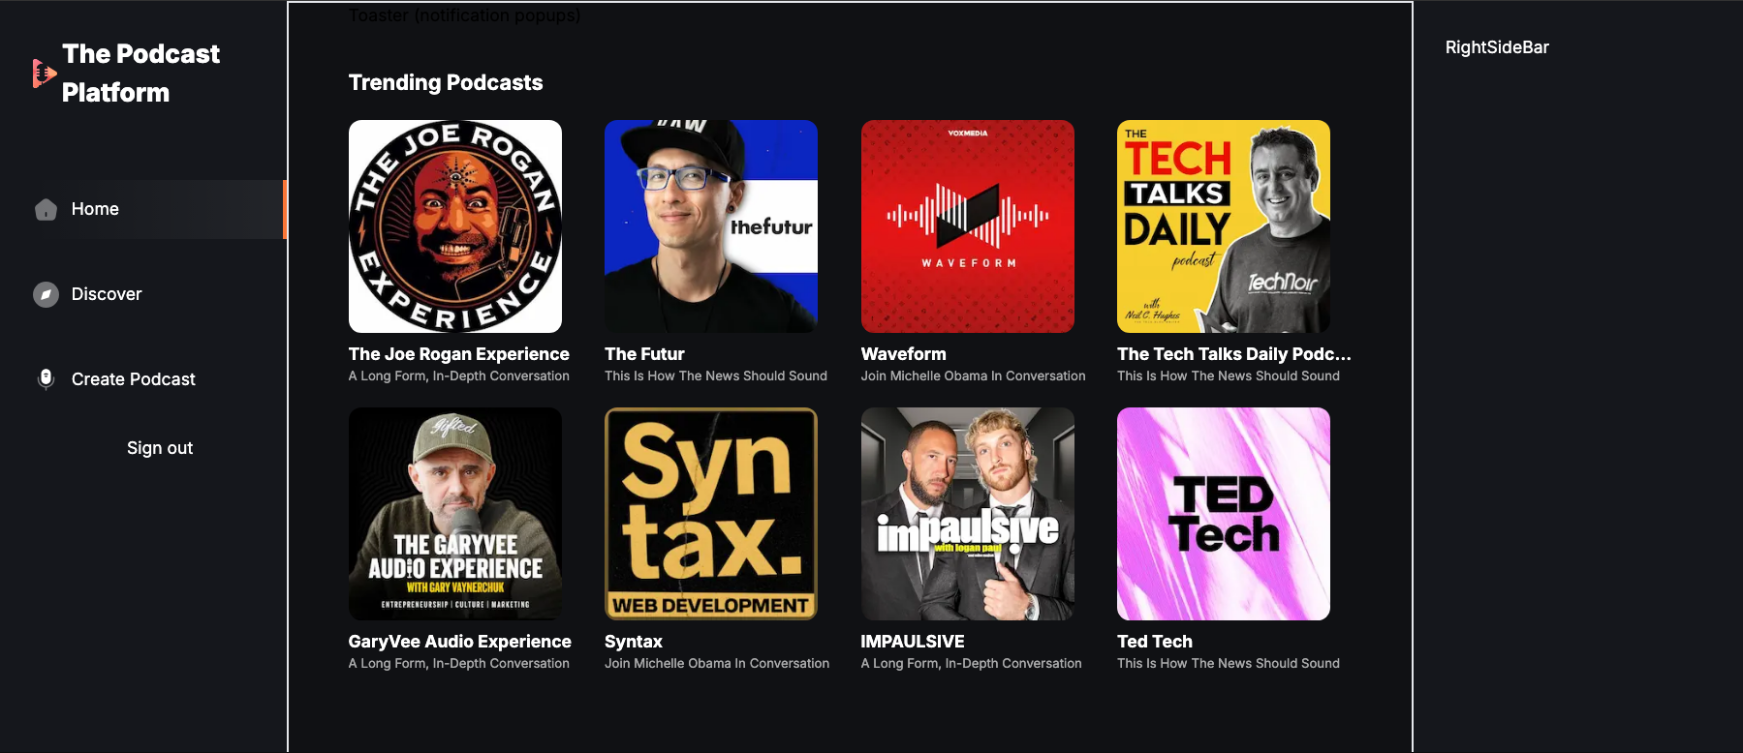 Toaster (notification popups)
The Podcast
Platform
RightSideBar
Home
Discover
Create Podcast
Sign out
Trending Podcasts
THE JOE ROGAN
EXPERIENCE
thefutur
VOXMEDIA
WAVEFORM
THE
TECH
TALKS
DAILY
podcast
TechNoir
with
Neil C. Hughes
The Joe Rogan Experience
A Long Form, In-Depth Conversation
The Futur
This Is How The News Should Sound
Waveform
Join Michelle Obama In Conversation
The Tech Talks Daily Podc...
This Is How The News Should Sound
Gifted
THE GARYVEE
AUDIO EXPERIENCE
WITH GARY VAYNERCHUK
ENTREPRENEURSHIP | CULTURE | MARKETING
Syn
tax.
WEB DEVELOPMENT
impaulsive
with logan paul
TED
Tech
GaryVee Audio Experience
A Long Form, In-Depth Conversation
Syntax
Join Michelle Obama In Conversation
IMPAULSIVE
A Long Form, In-Depth Conversation
Ted Tech
This Is How The News Should Sound